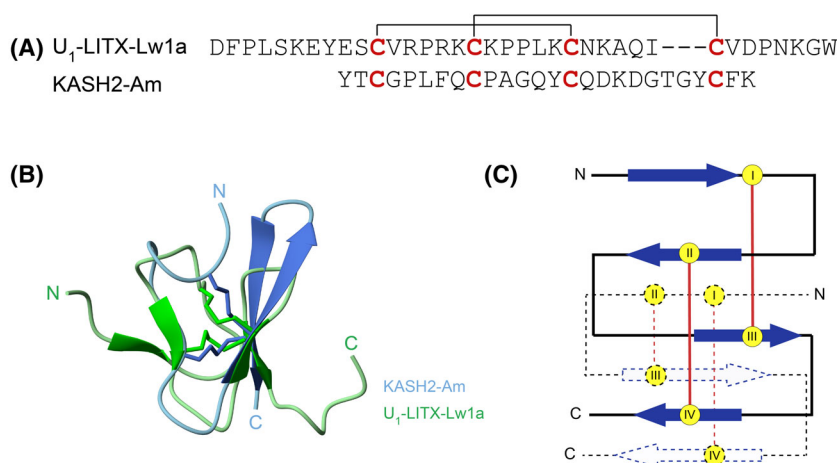 (A) U₁-LITX-Lw1a DFPLSKEYESCVRPRKCKPPLKCNKAQI---CVDPNKGW
KASH2-Am YTCGPLFQCPAGQYCQDKDGTGYCFK
(B)
N
N
C
C
KASH2-Am
U₁-LITX-Lw1a
(C)
N I
II
II I N
III
III
C IV
C IV